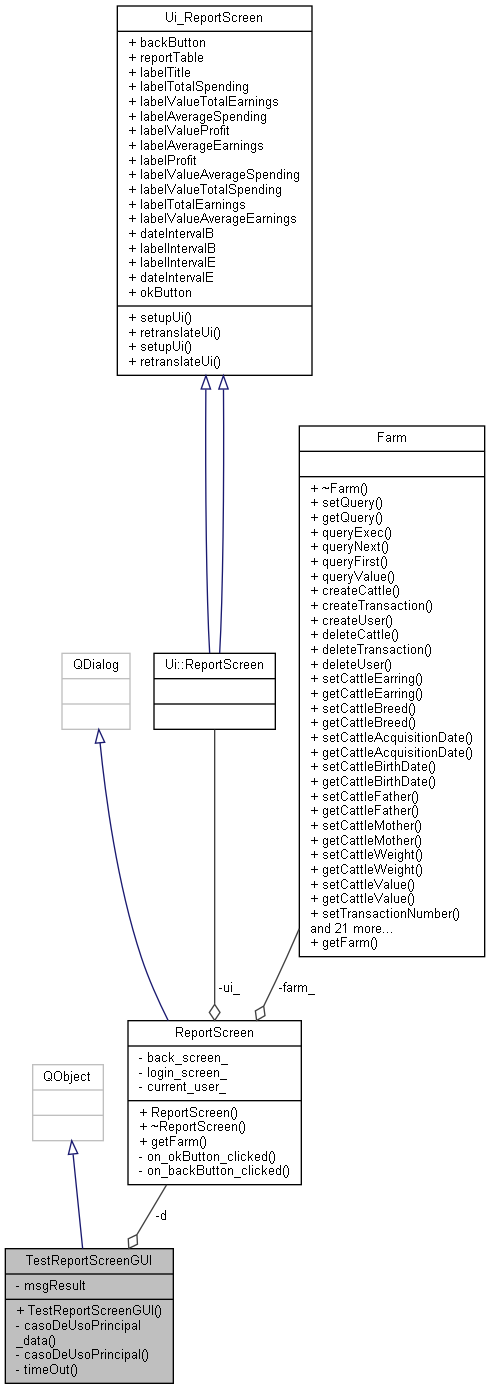 Ui_ReportScreen
+ backButton
+ reportTable
+ labelTitle
+ labelTotalSpending
+ labelValueTotalEarnings
+ labelAverageSpending
+ labelValueProfit
+ labelAverageEarnings
+ labelProfit
+ labelValueAverageSpending
+ labelValueTotalSpending
+ labelTotalEarnings
+ labelValueAverageEarnings
+ dateIntervalB
+ labelIntervalB
+ labelIntervalE
+ dateIntervalE
+ okButton
+ setupUi()
+ retranslateUi()
+ setupUi()
+ retranslateUi()
Farm
+ ~Farm()
+ setQuery()
+ getQuery()
+ queryExec()
+ queryNext()
+ queryFirst()
+ queryValue()
+ createCattle()
+ createTransaction()
+ createUser()
+ deleteCattle()
+ deleteTransaction()
+ deleteUser()
+ setCattleEarring()
+ getCattleEarring()
+ setCattleBreed()
+ getCattleBreed()
+ setCattleAcquisitionDate()
+ getCattleAcquisitionDate()
+ setCattleBirthDate()
+ getCattleBirthDate()
+ setCattleFather()
+ getCattleFather()
+ setCattleMother()
+ getCattleMother()
+ setCattleWeight()
+ getCattleWeight()
+ setCattleValue()
+ getCattleValue()
+ setTransactionNumber()
and 21 more...
+ getFarm()
QDialog
Ui::ReportScreen
-ui_
-farm_
ReportScreen
- back_screen_
- login_screen_
- current_user_
+ ReportScreen()
+ ~ReportScreen()
+ getFarm()
- on_okButton_clicked()
- on_backButton_clicked()
QObject
-d
TestReportScreenGUI
- msgResult
+ TestReportScreenGUI()
- casoDeUsoPrincipal
_data()
- casoDeUsoPrincipal()
- timeOut()